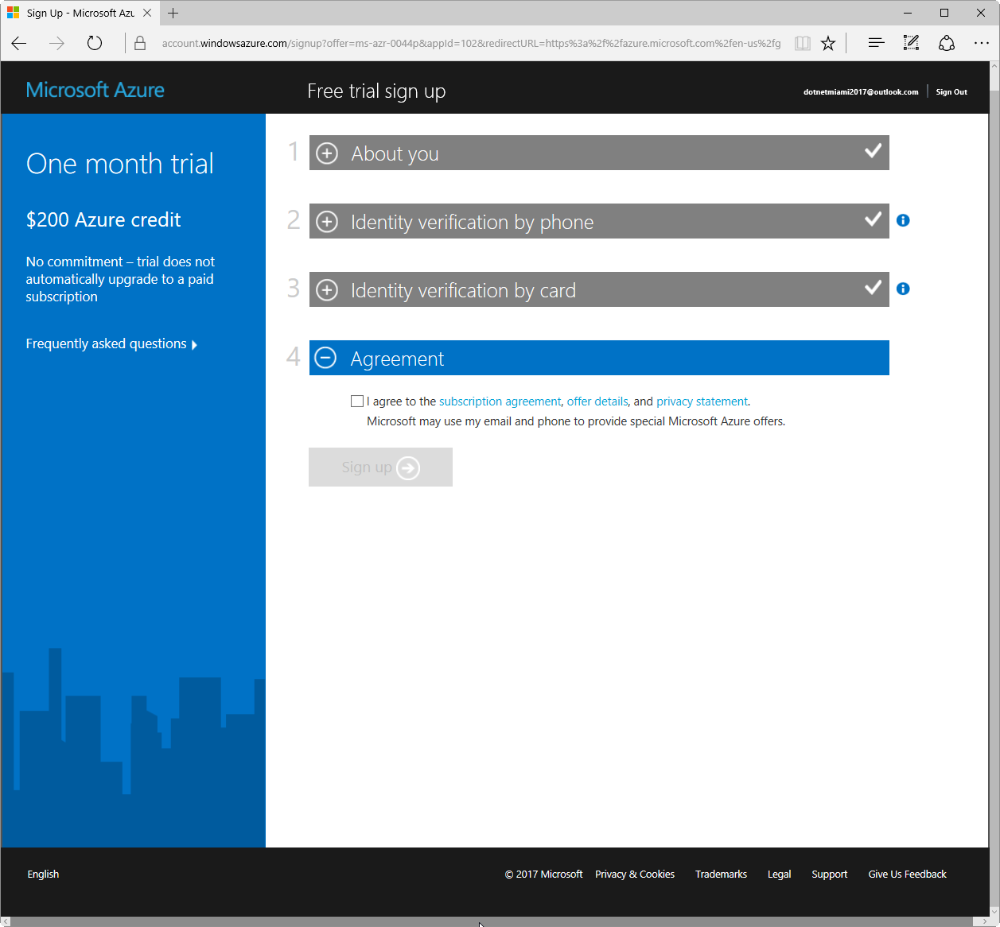 Sign Up - Microsoft Azu
account.windowsazure.com/signup?offer=ms-azr-0044p&appId=102&redirectURL=https%3a%2f%2fazure.microsoft.com%2fen-us%2fg
Microsoft Azure
Free trial sign up
dotnetmiami2017@outlook.com
Sign Out
One month trial
$200 Azure credit
No commitment – trial does not
automatically upgrade to a paid
subscription
Frequently asked questions
1 About you
2 Identity verification by phone
3 Identity verification by card
4 Agreement
I agree to the subscription agreement, offer details, and privacy statement.
Microsoft may use my email and phone to provide special Microsoft Azure offers.
Sign up
English
© 2017 Microsoft Privacy & Cookies Trademarks Legal Support Give Us Feedback